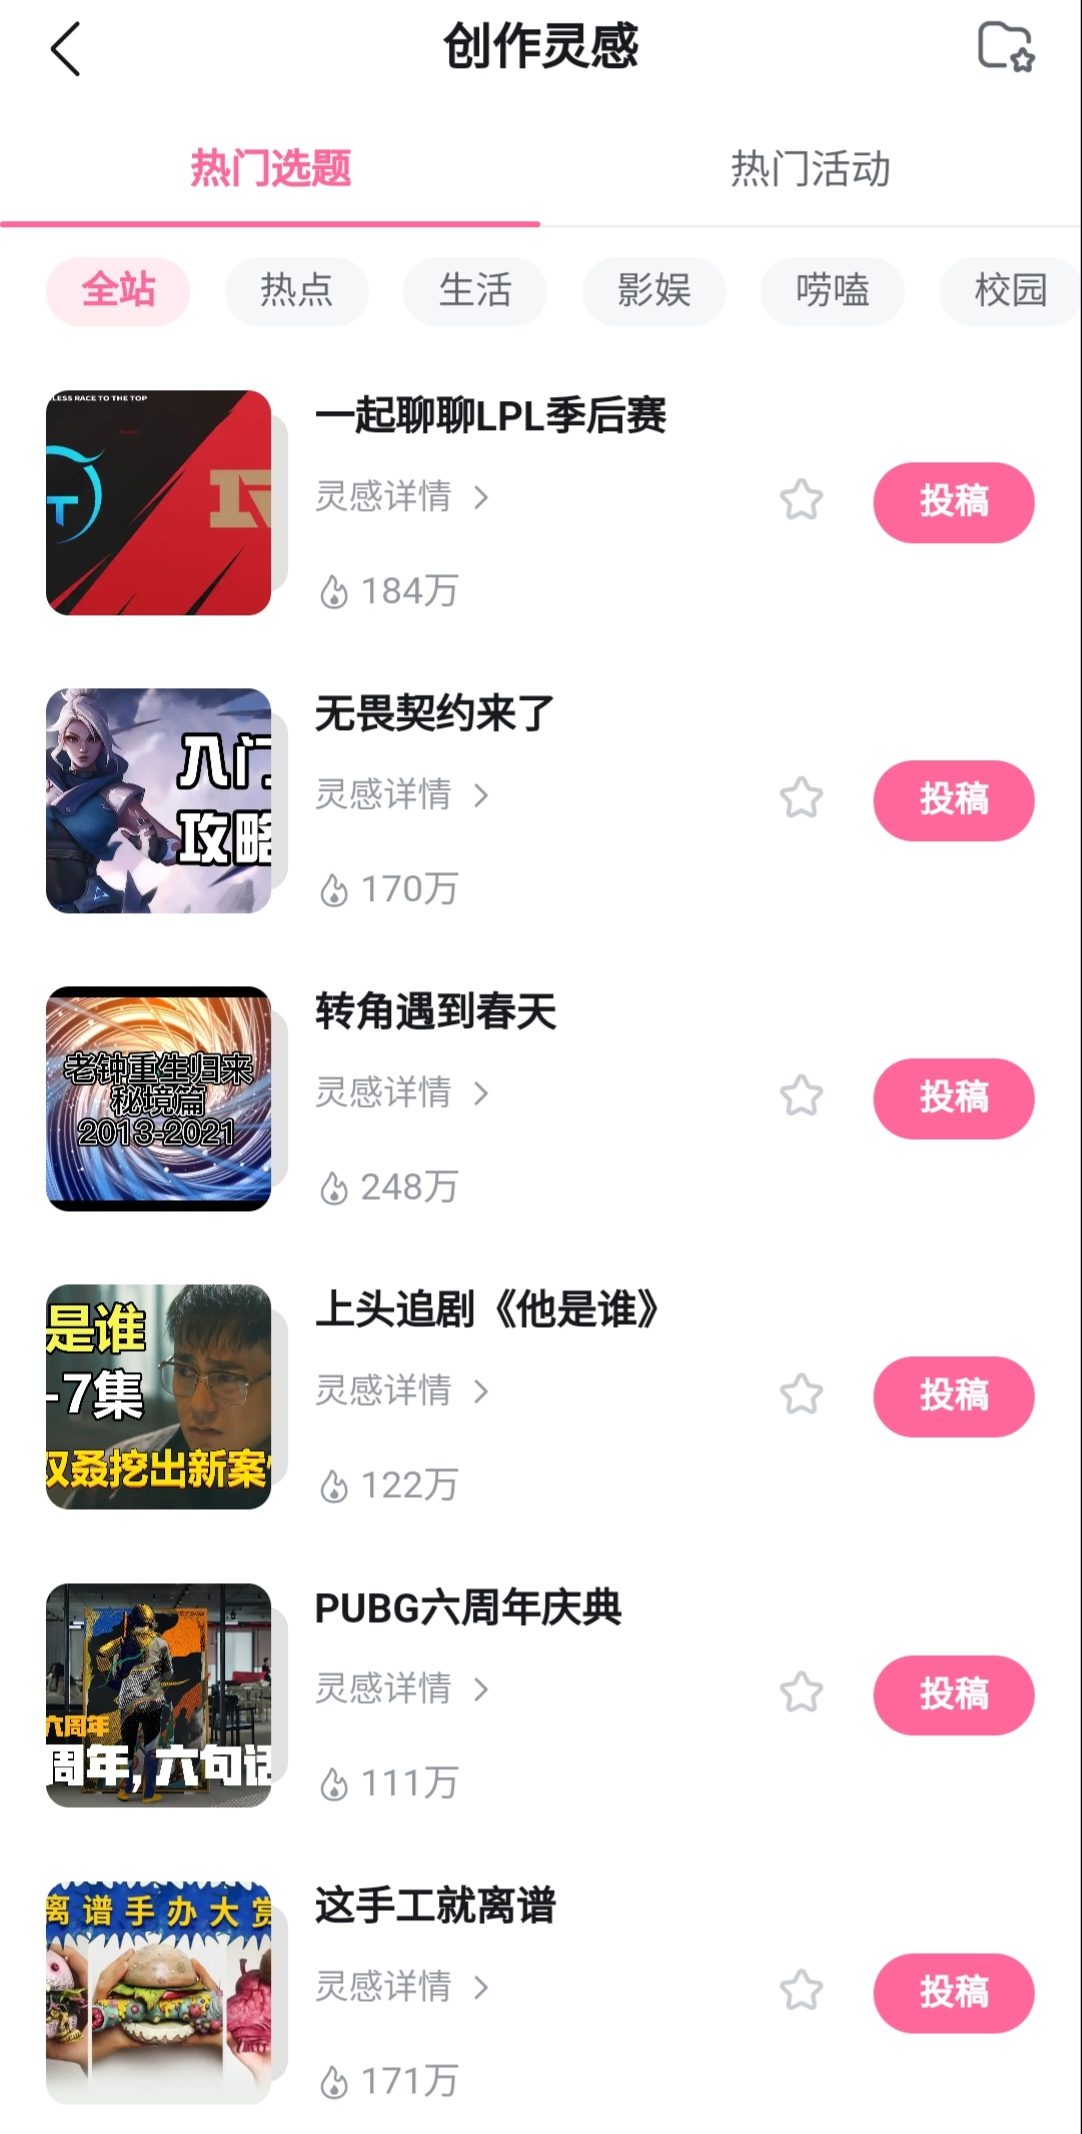 创作灵感
热门选题
热门活动
全站
热点
生活
影娱
唠嗑
校园
LESS RACE TO THE TOP
一起聊聊LPL季后赛
灵感详情
投稿
184万
入门
攻略
无畏契约来了
灵感详情
投稿
170万
老钟重生归来
秘境篇
2013-2021
转角遇到春天
灵感详情
投稿
248万
是谁
-7集
双叒挖出新案情
上头追剧《他是谁》
灵感详情
投稿
122万
六周年
周年,六句话
PUBG六周年庆典
灵感详情
投稿
111万
离谱手办大赏
这手工就离谱
灵感详情
投稿
171万